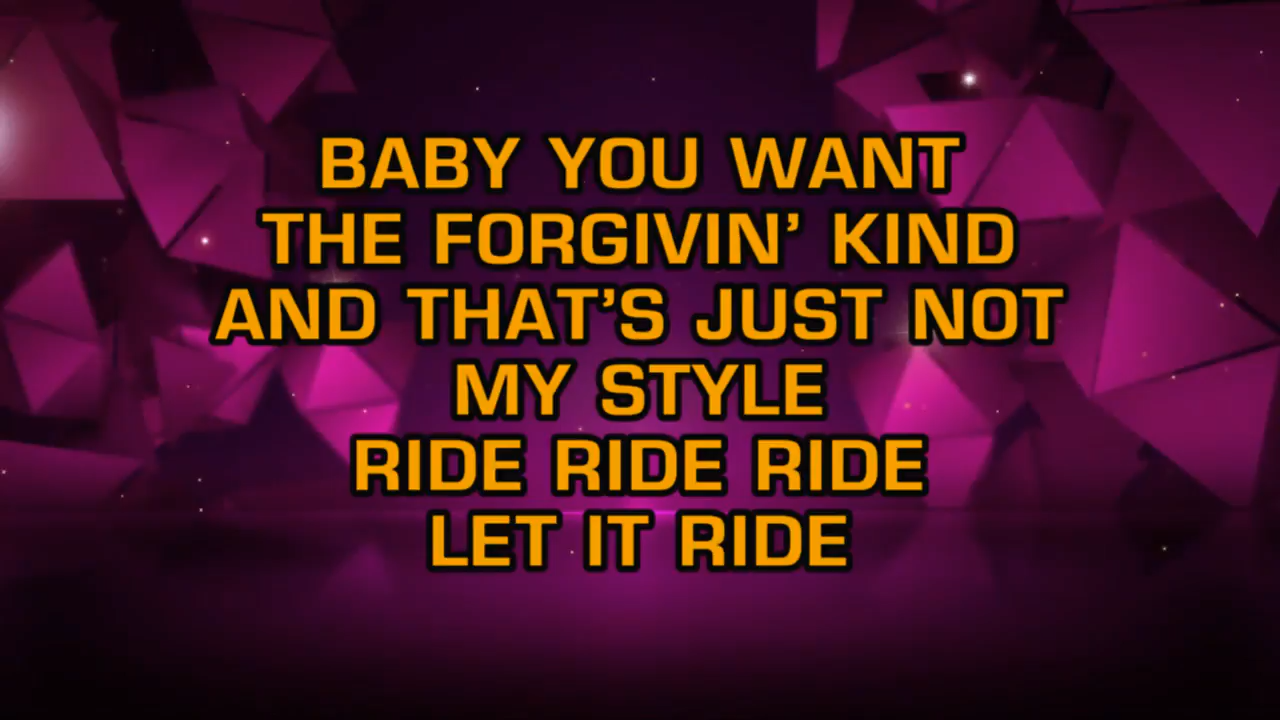 BABY YOU WANT
THE FORGIVIN’ KIND
AND THAT’S JUST NOT
MY STYLE
RIDE RIDE RIDE
LET IT RIDE